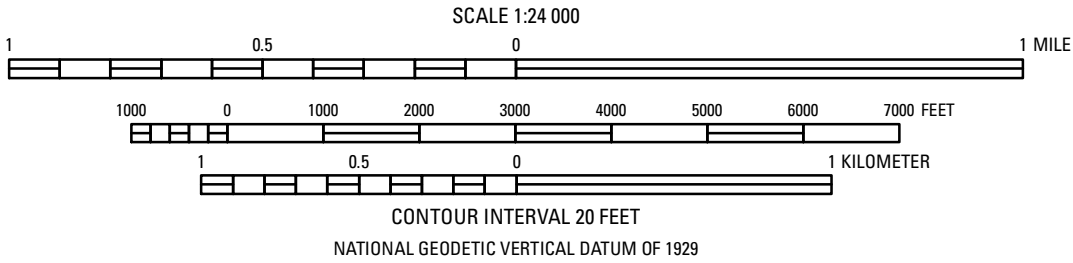 SCALE 1:24 000
1 0.5 0 1 MILE
1000 0 1000 2000 3000 4000 5000 6000 7000 FEET
1 0.5 0 1 KILOMETER
CONTOUR INTERVAL 20 FEET
NATIONAL GEODETIC VERTICAL DATUM OF 1929